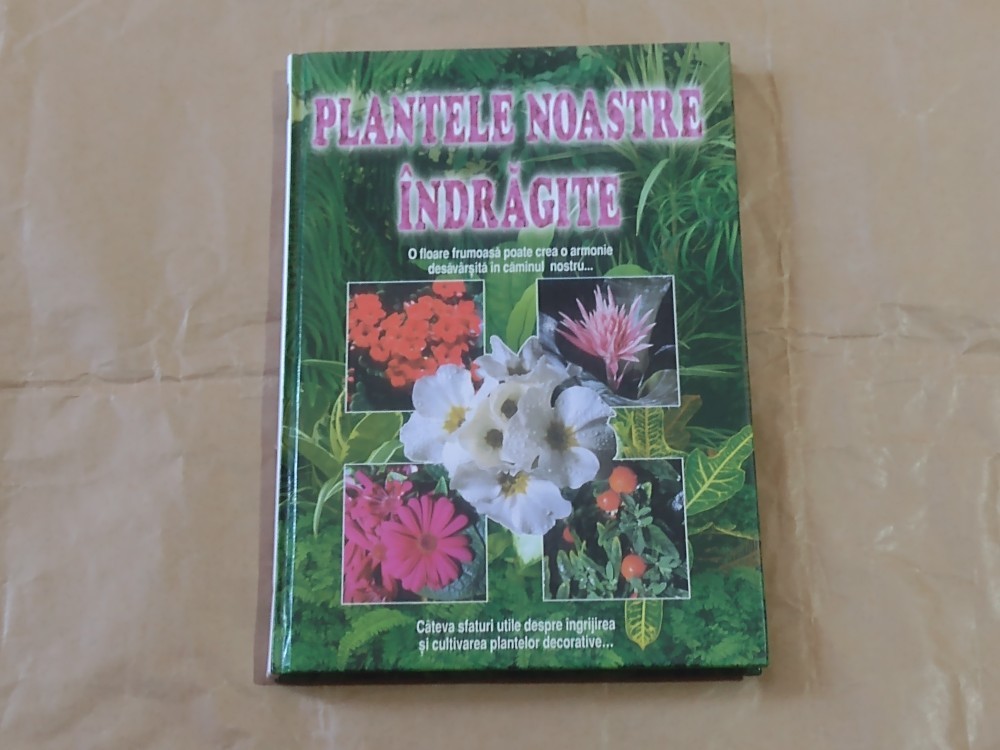 PLANTELE NOASTRE
ÎNDRĂGITE
O floare frumoasă poate crea o armonie
desăvârşită în căminul nostru...
Câteva sfaturi utile despre îngrijirea
şi cultivarea plantelor decorative...